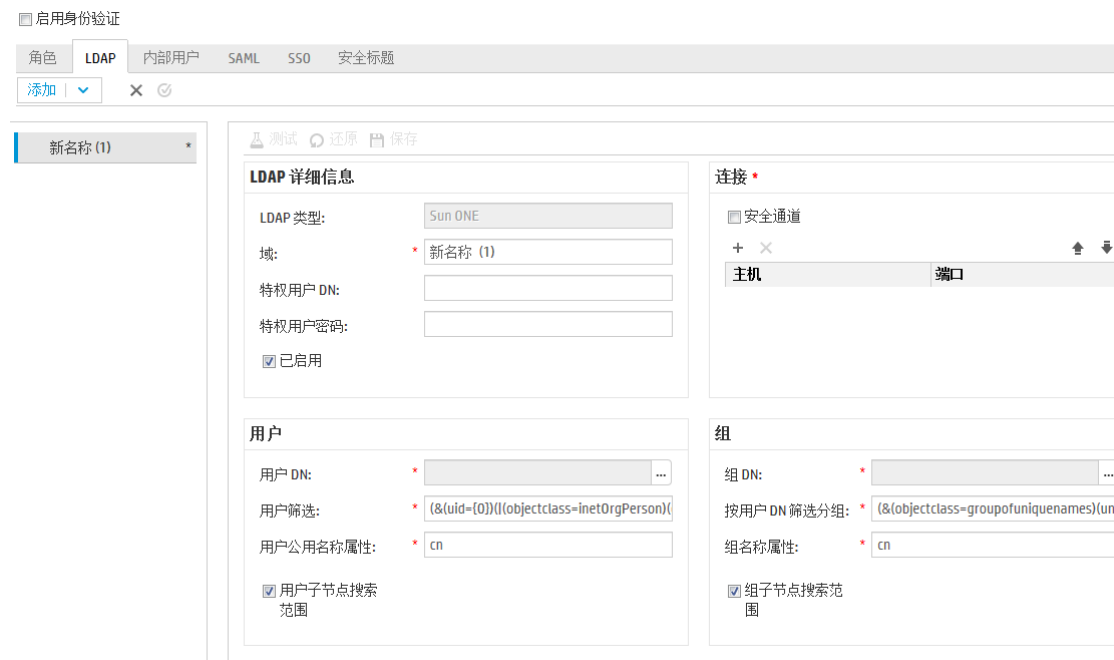 启用身份验证
角色 LDAP 内部用户 SAML SSO 安全标题
添加
新名称 (1) *
测试 还原 保存
LDAP 详细信息
LDAP 类型: Sun ONE
域: * 新名称 (1)
特权用户 DN:
特权用户密码:
已启用
连接 *
安全通道
主机 端口
用户
用户 DN: * ...
用户筛选: * (&(uid={0})(|(objectclass=inetOrgPerson)(
用户公用名称属性: * cn
用户子节点搜索
范围
组
组 DN: * ...
按用户 DN 筛选分组: * (&(objectclass=groupofuniquenames)(un
组名称属性: * cn
组子节点搜索范
围